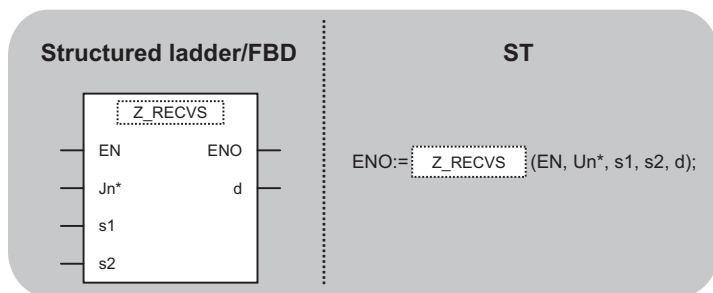 Structured ladder/FBD
Z_RECVS
EN ENO
Jn* d
s1
s2
ST
ENO:= Z_RECVS (EN, Un*, s1, s2, d);